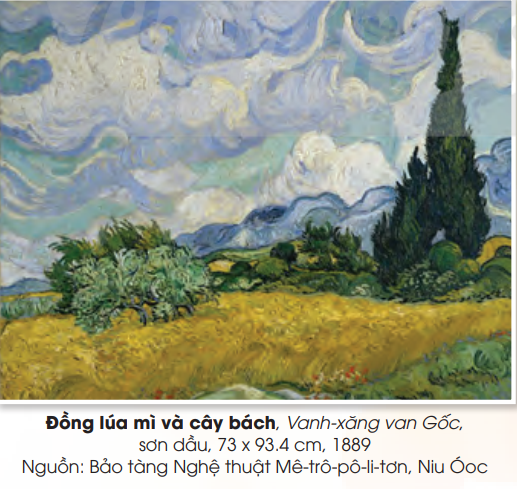 Đồng lúa mì và cây bách, Vanh-xăng van Gốc,
sơn dầu, 73 x 93.4 cm, 1889
Nguồn: Bảo tàng Nghệ thuật Mê-trô-pô-li-tơn, Niu Óoc